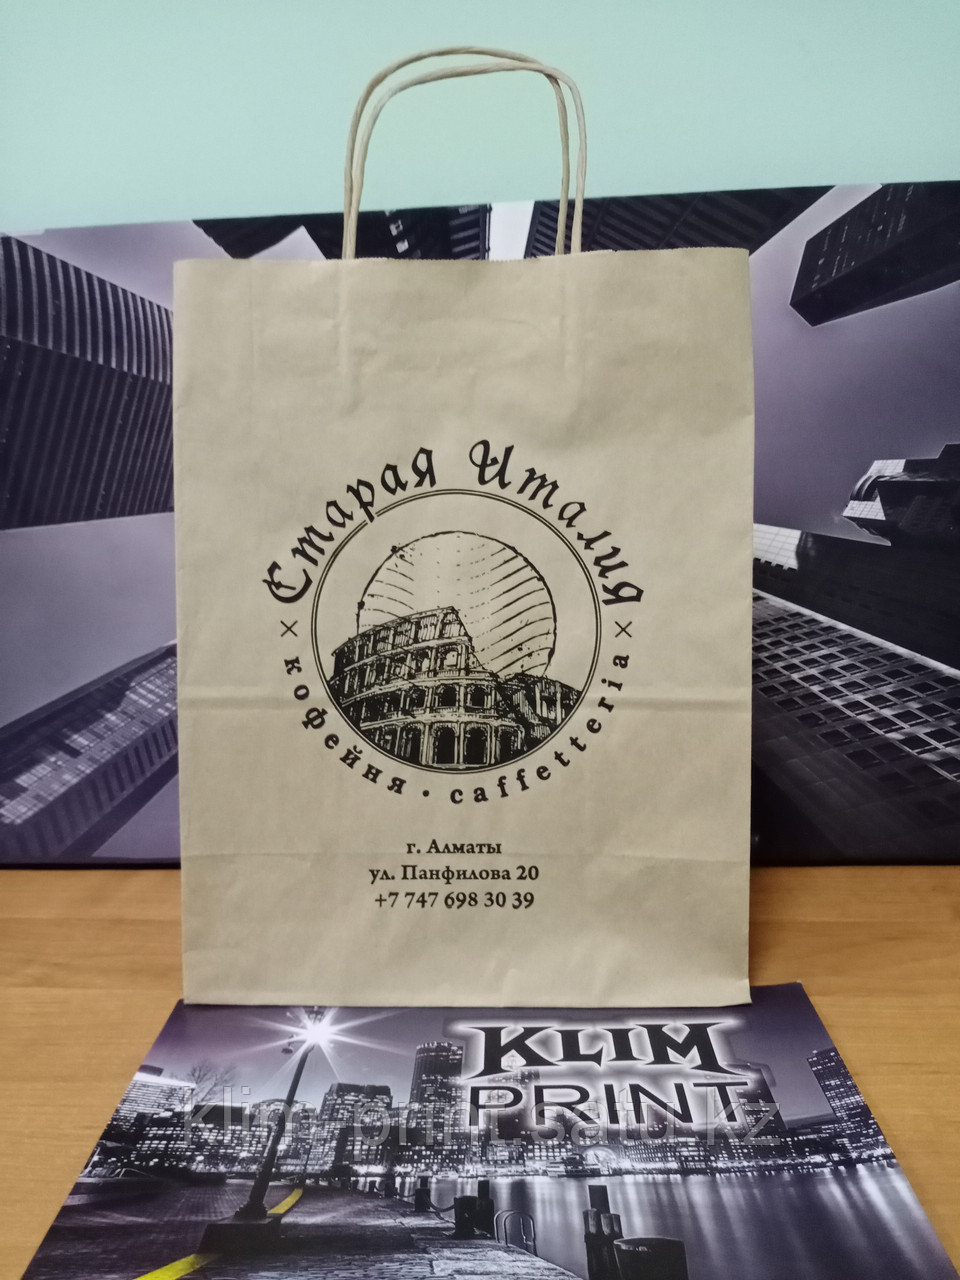 Старая Италия
× кофейня · caffetteria ×
г. Алматы
ул. Панфилова 20
+7 747 698 30 39
KLIM
PRINT
klim-print.satu.kz